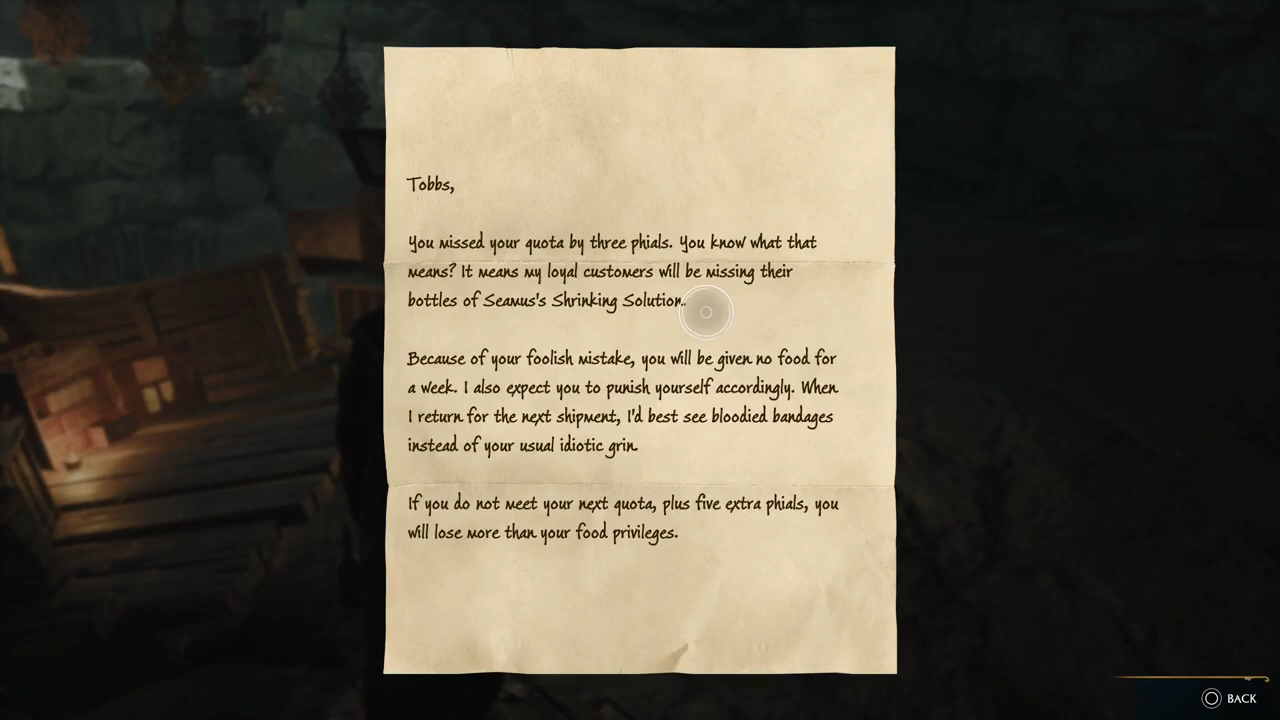 Tobbs,
You missed your quota by three phials. You know what that
means? It means my loyal customers will be missing their
bottles of Seamus's Shrinking Solution..
Because of your foolish mistake, you will be given no food for
a week. I also expect you to punish yourself accordingly. When
I return for the next shipment, I'd best see bloodied bandages
instead of your usual idiotic grin.
If you do not meet your next quota, plus five extra phials, you
will lose more than your food privileges.
BACK